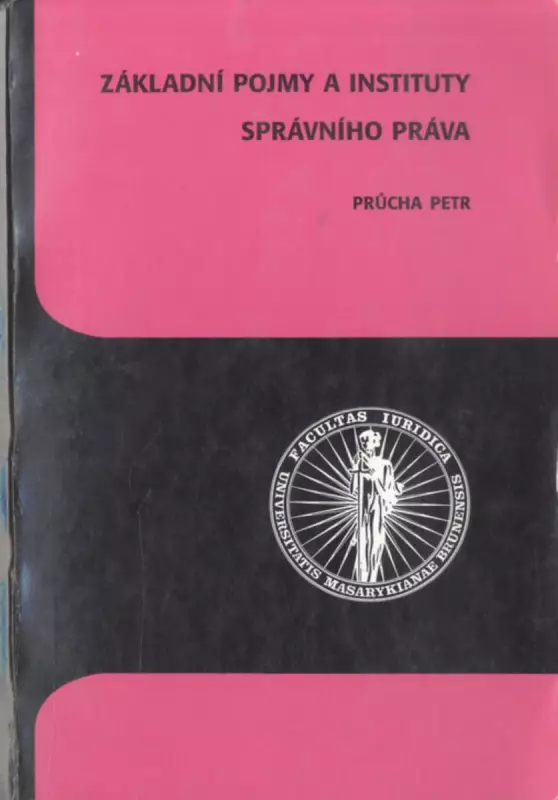 ZÁKLADNÍ POJMY A INSTITUTY
SPRÁVNÍHO PRÁVA
PRŮCHA PETR
FACULTAS IURIDICA
UNIVERSITATIS MASARYKIANAE BRUNENSIS